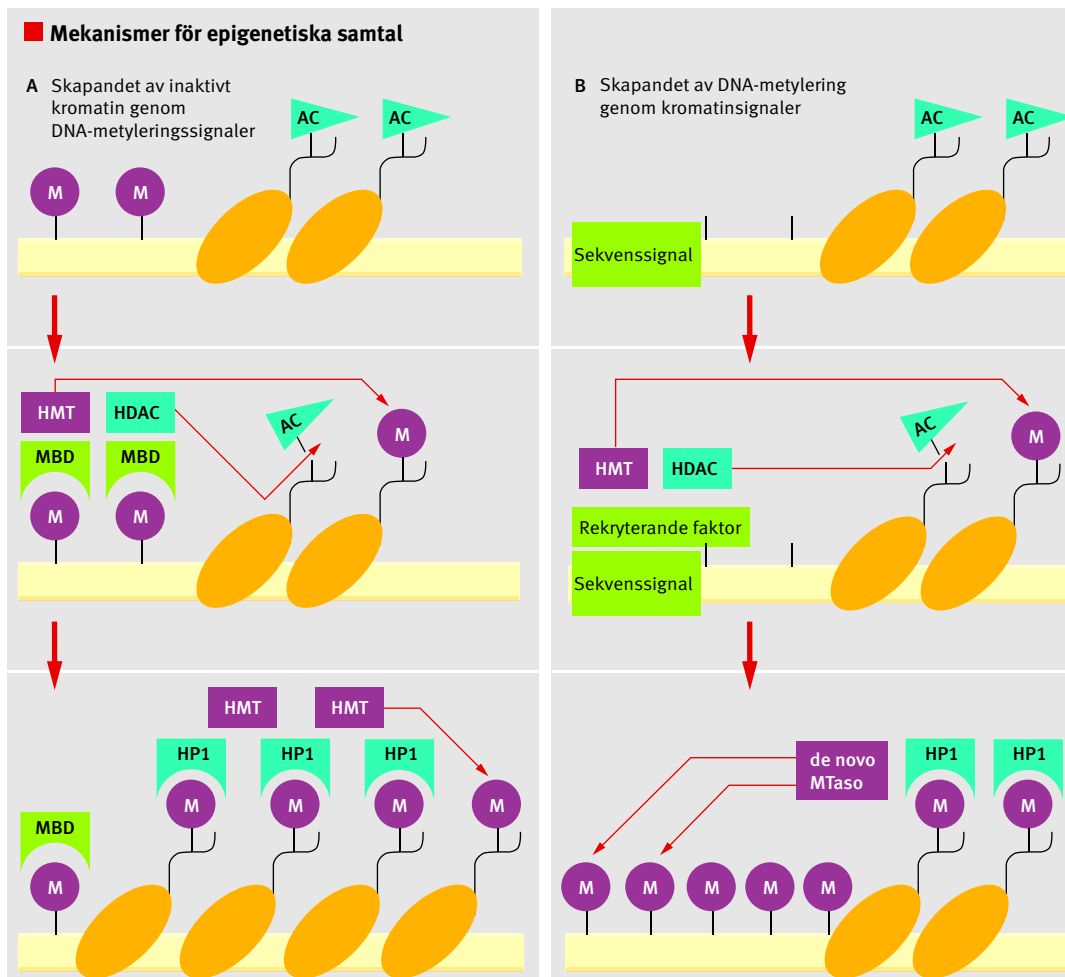 Mekanismer för epigenetiska samtal
A Skapandet av inaktivt
kromatin genom
DNA-metyleringssignaler
AC AC
M M
HMT HDAC
AC
M
MBD MBD
M M
HMT HMT
HP1 HP1 HP1
M M M M
MBD
M
B Skapandet av DNA-metylering
genom kromatinsignaler
AC AC
Sekvenssignal
AC
M
HMT HDAC
Rekryterande faktor
Sekvenssignal
de novo
MTaso
HP1 HP1
M M
M M M M M